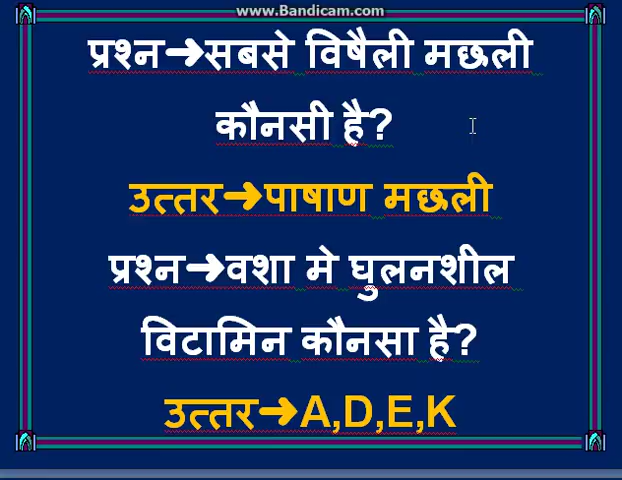 www.Bandicam.com
प्रश्न➔सबसे विषैली मछली
कौनसी है?
उत्तर➔पाषाण मछली
प्रश्न➔वशा मे घुलनशील
विटामिन कौनसा है?
उत्तर➔A,D,E,K